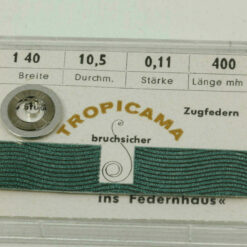 1 40 10,5 0,11 400
Breite Durchm. Stärke Länge mm
Zugfedern
TROPICAMA
bruchsicher
ins Federnhaus«